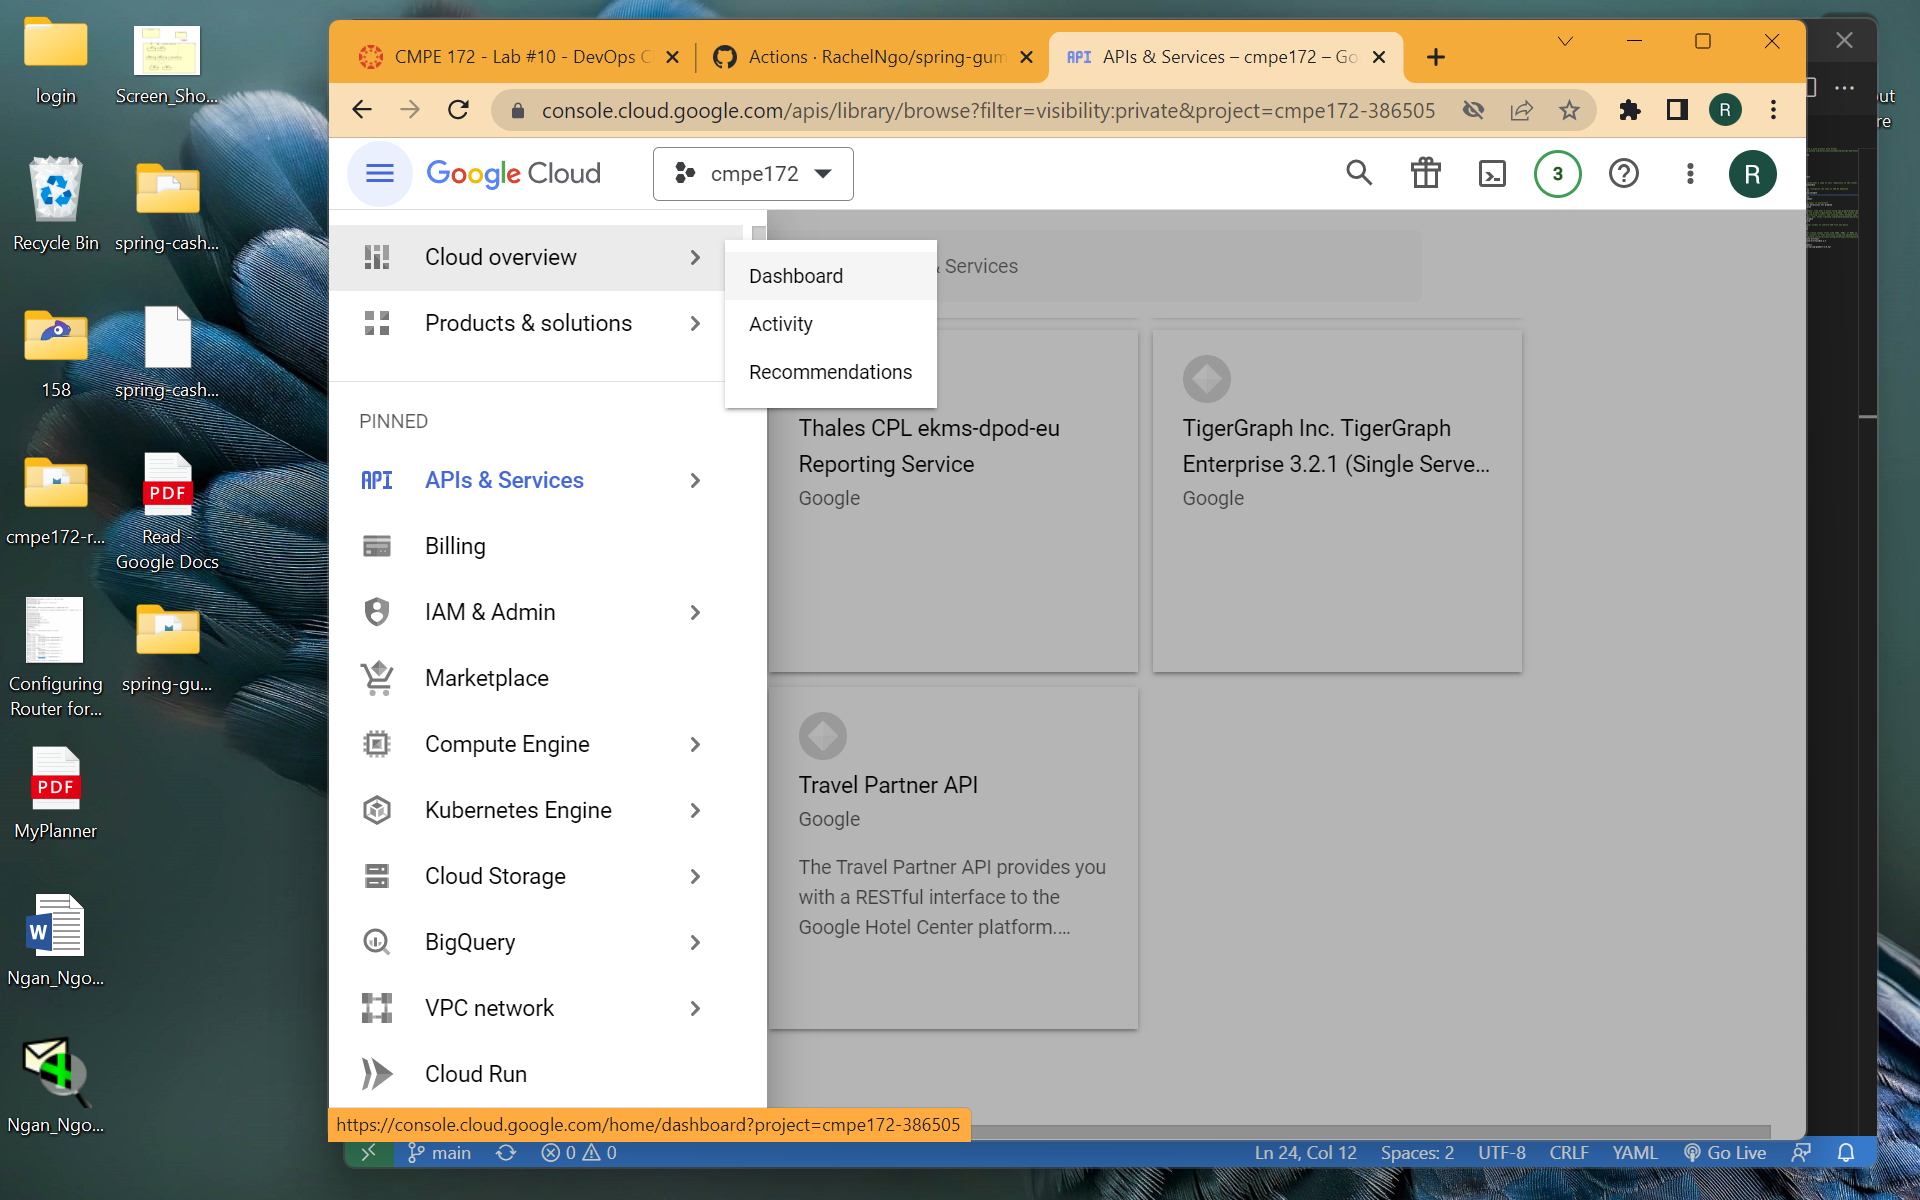 login
Screen_Sho...
Recycle Bin
spring-cash...
158
spring-cash...
cmpe172-r...
PDF
Read -
Google Docs
Configuring
Router for...
spring-gu...
PDF
MyPlanner
W
Ngan_Ngo...
4
Ngan_Ngo...
CMPE 172 - Lab #10 - DevOps C
Actions · RachelNgo/spring-gum
API APIs & Services – cmpe172 – Go
console.cloud.google.com/apis/library/browse?filter=visibility:private&project=cmpe172-386505
R
Google Cloud
cmpe172
3
R
Cloud overview
Products & solutions
Dashboard
Activity
Recommendations
& Services
PINNED
API APIs & Services
Billing
IAM & Admin
Marketplace
Compute Engine
Kubernetes Engine
Cloud Storage
BigQuery
VPC network
Cloud Run
Thales CPL ekms-dpod-eu
Reporting Service
Google
TigerGraph Inc. TigerGraph
Enterprise 3.2.1 (Single Serve...
Google
Travel Partner API
Google
The Travel Partner API provides you
with a RESTful interface to the
Google Hotel Center platform....
https://console.cloud.google.com/home/dashboard?project=cmpe172-386505
main
0
0
Ln 24, Col 12
Spaces: 2
UTF-8
CRLF
YAML
Go Live